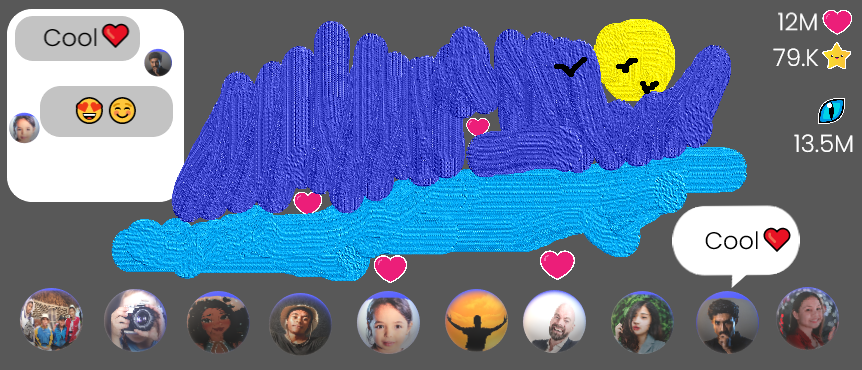 Cool❤️
😍😊
12M
79.K
13.5M
Cool❤️